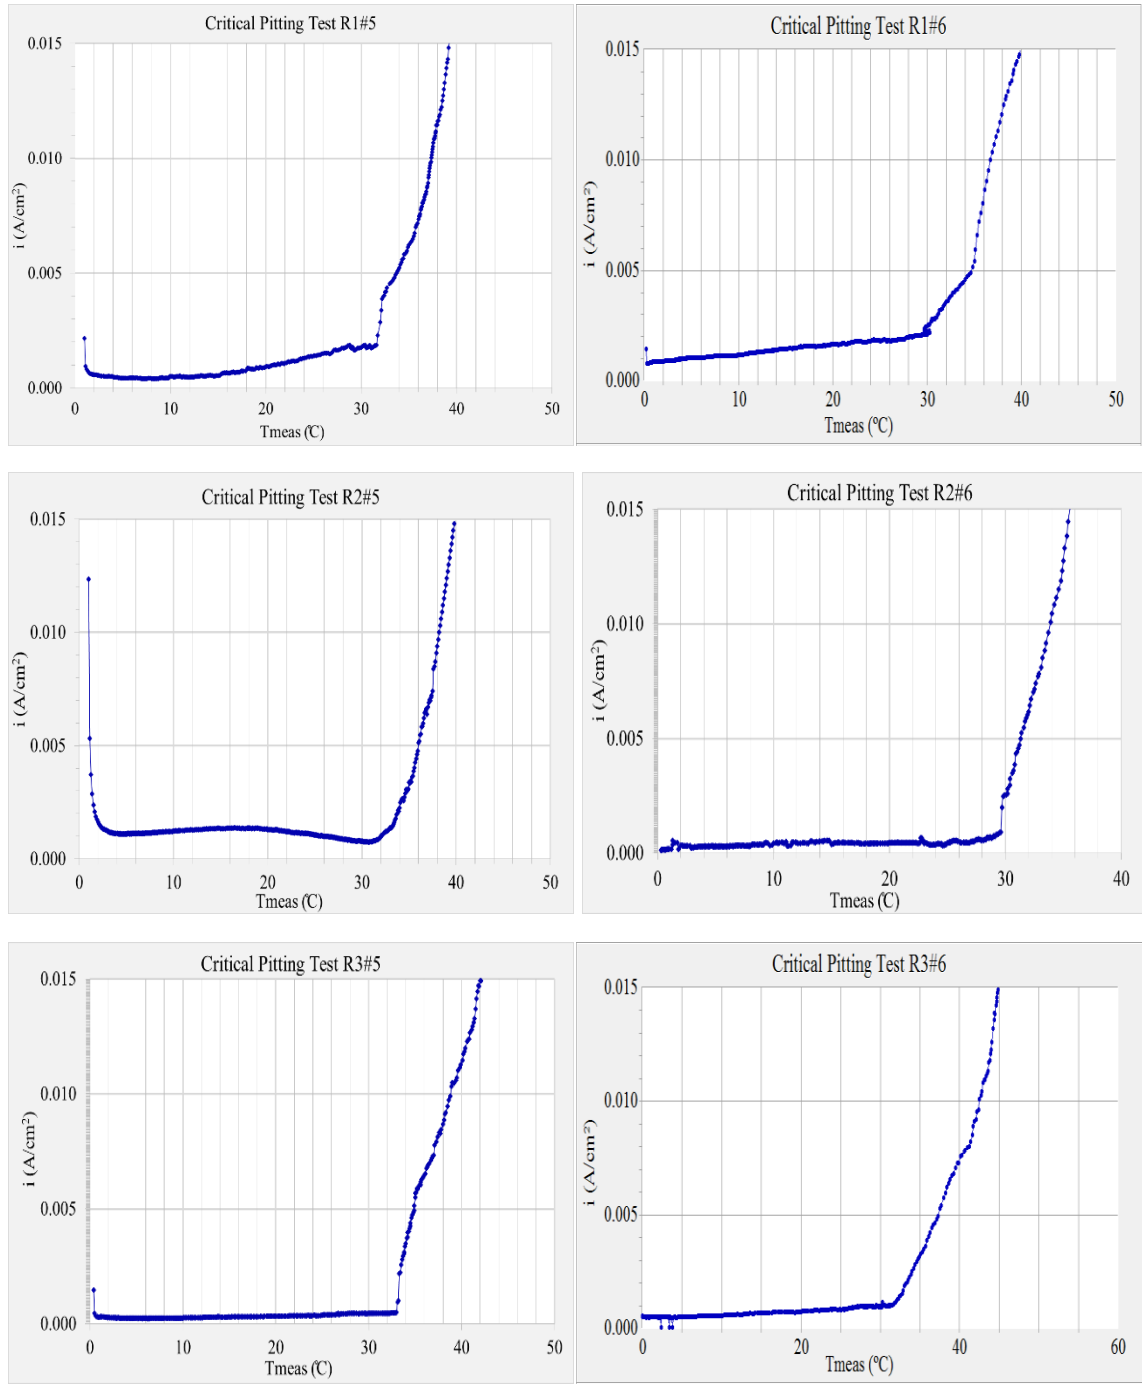 Critical Pitting Test R1#5
0.015
0.010
0.005
0.000
i (A/cm²)
0 10 20 30 40 50
Tmeas (℃)
Critical Pitting Test R1#6
0.015
0.010
0.005
0.000
i (A/cm²)
0 10 20 30 40 50
Tmeas (ºC)
Critical Pitting Test R2#5
0.015
0.010
0.005
0.000
i (A/cm²)
0 10 20 30 40 50
Tmeas (℃)
Critical Pitting Test R2#6
0.015
0.010
0.005
0.000
i (A/cm²)
0 10 20 30 40
Tmeas (℃)
Critical Pitting Test R3#5
0.015
0.010
0.005
0.000
i (A/cm²)
0 10 20 30 40 50
Tmeas (℃)
Critical Pitting Test R3#6
0.015
0.010
0.005
0.000
i (A/cm²)
0 20 40 60
Tmeas (ºC)